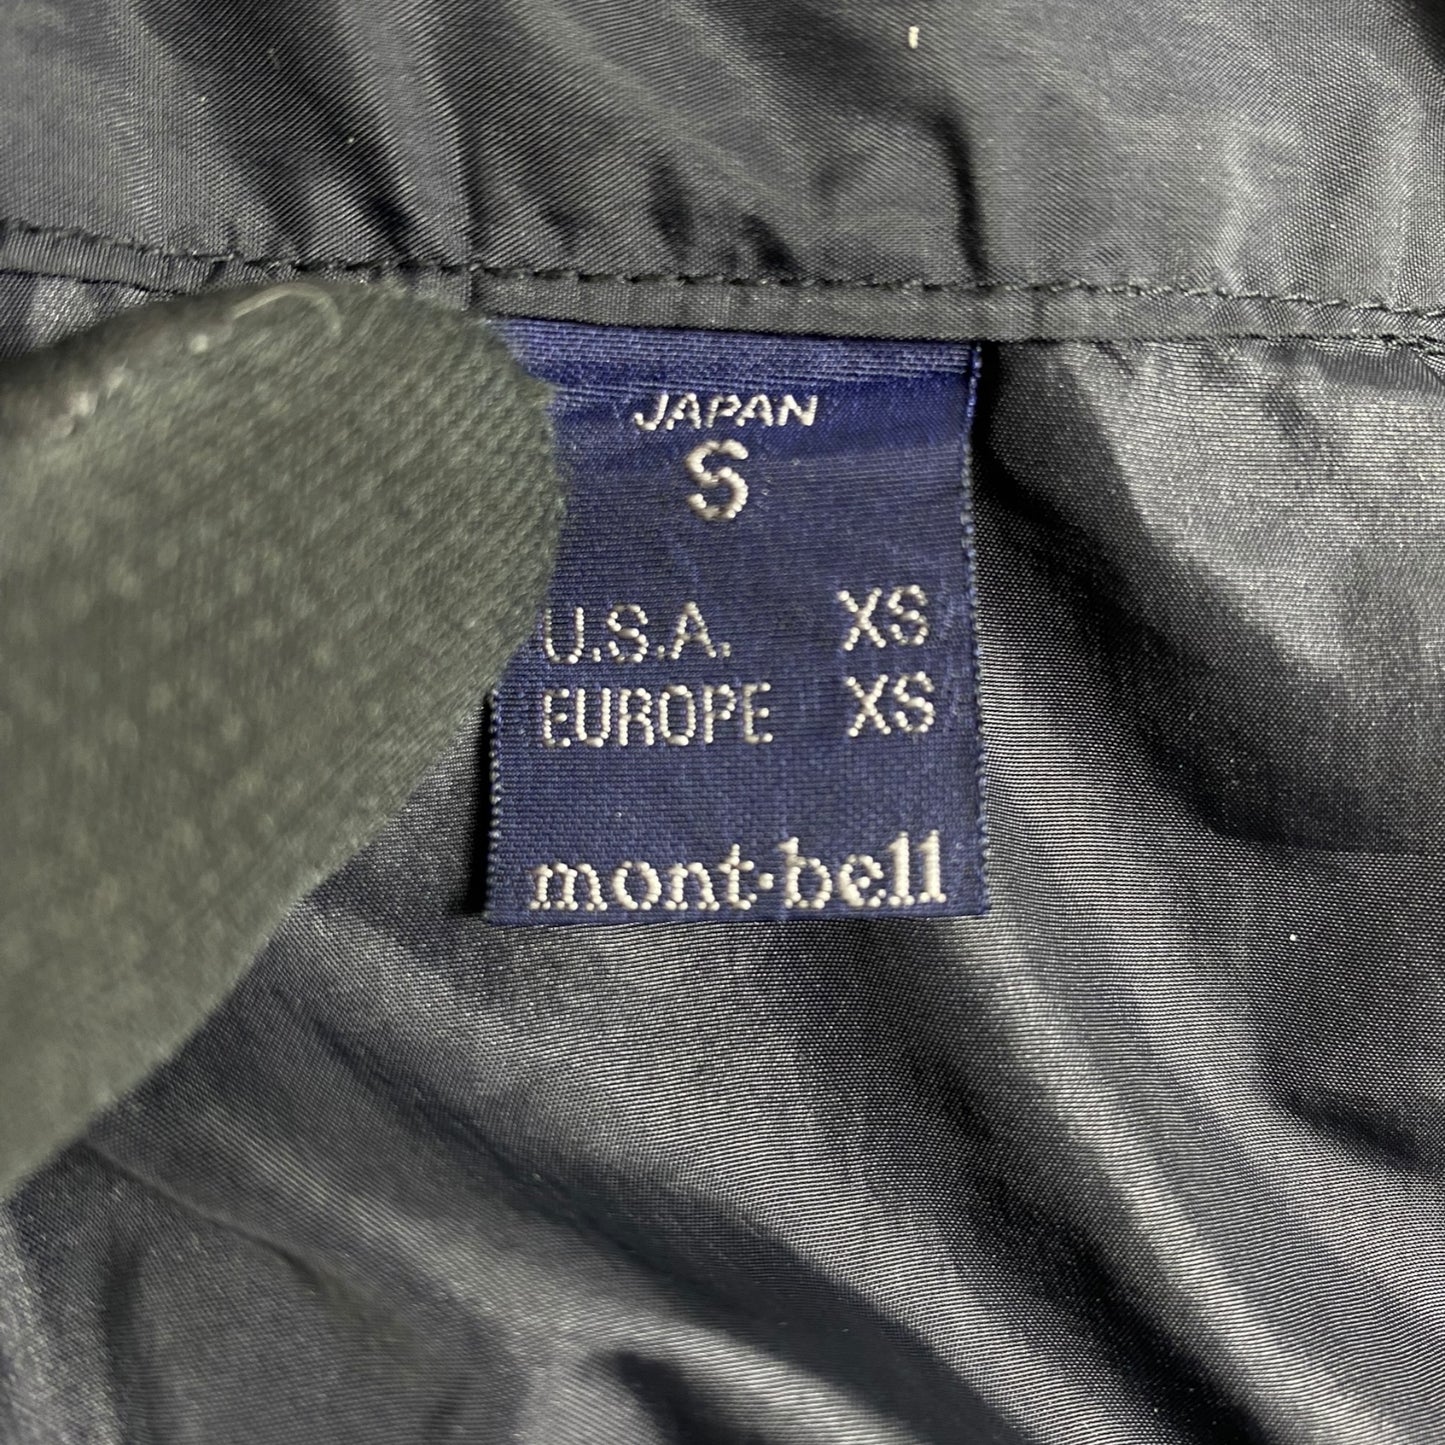 JAPAN
S
U.S.A. XS
EUROPE XS
mont·bell